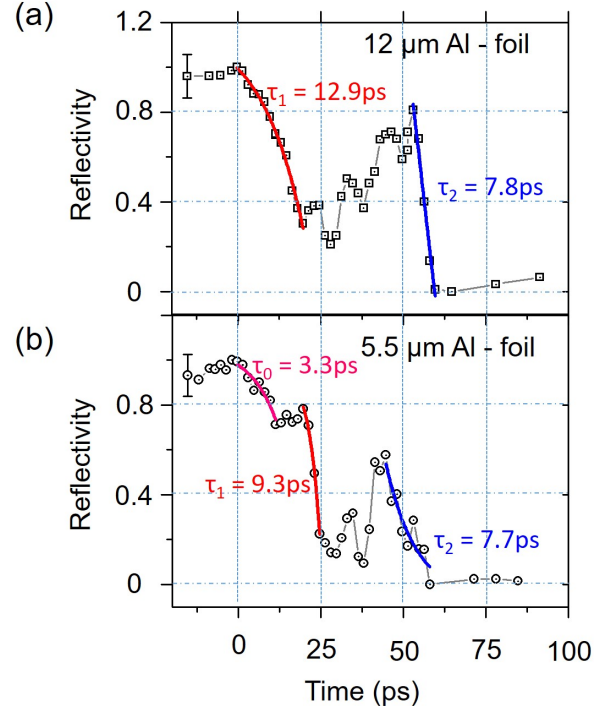 (a)
1.2
12 μm Al - foil
τ1 = 12.9ps
0.8
Reflectivity
τ2 = 7.8ps
0.4
0
(b)
5.5 μm Al - foil
τ0 = 3.3ps
0.8
Reflectivity
τ1 = 9.3ps
0.4
τ2 = 7.7ps
0
0 25 50 75 100
Time (ps)